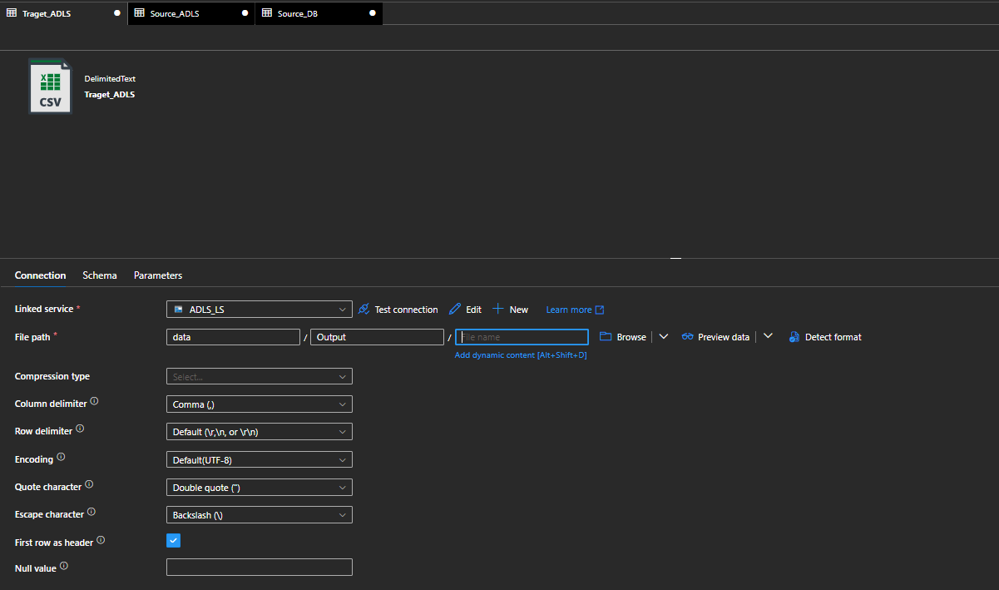 Traget_ADLS Source_ADLS Source_DB
X
CSV
DelimitedText
Traget_ADLS
Connection Schema Parameters
Linked service * ADLS_LS Test connection Edit New Learn more
File path * data / Output / File name Browse Preview data Detect format
Add dynamic content [Alt+Shift+D]
Compression type Select...
Column delimiter Comma (,)
Row delimiter Default (\r,\n, or \r\n)
Encoding Default(UTF-8)
Quote character Double quote (")
Escape character Backslash (\)
First row as header
Null value